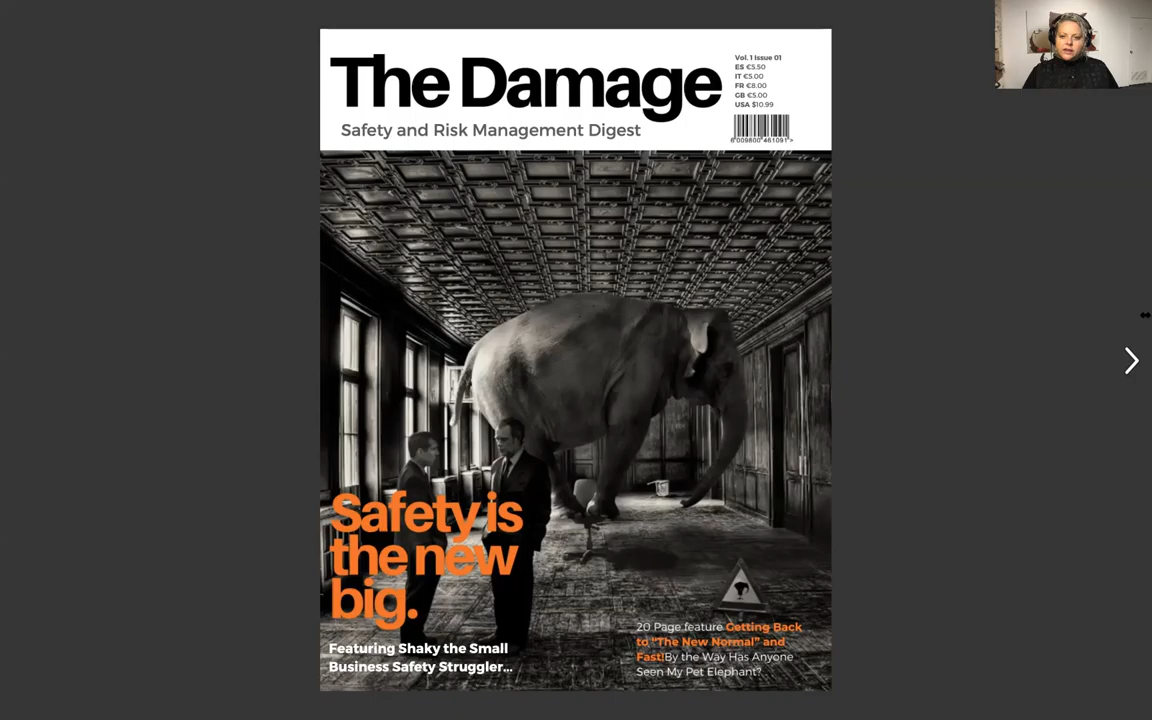 The Damage
Safety and Risk Management Digest
Vol. 1 Issue 01
ES €5.50
IT €5.00
FR €8.00
GB €5.00
USA $10.99
6"009800"461091">
Safety is
the new
big.
Featuring Shaky the Small
Business Safety Struggler...
20 Page feature Getting Back
to "The New Normal" and
Fast!By the Way Has Anyone
Seen My Pet Elephant?